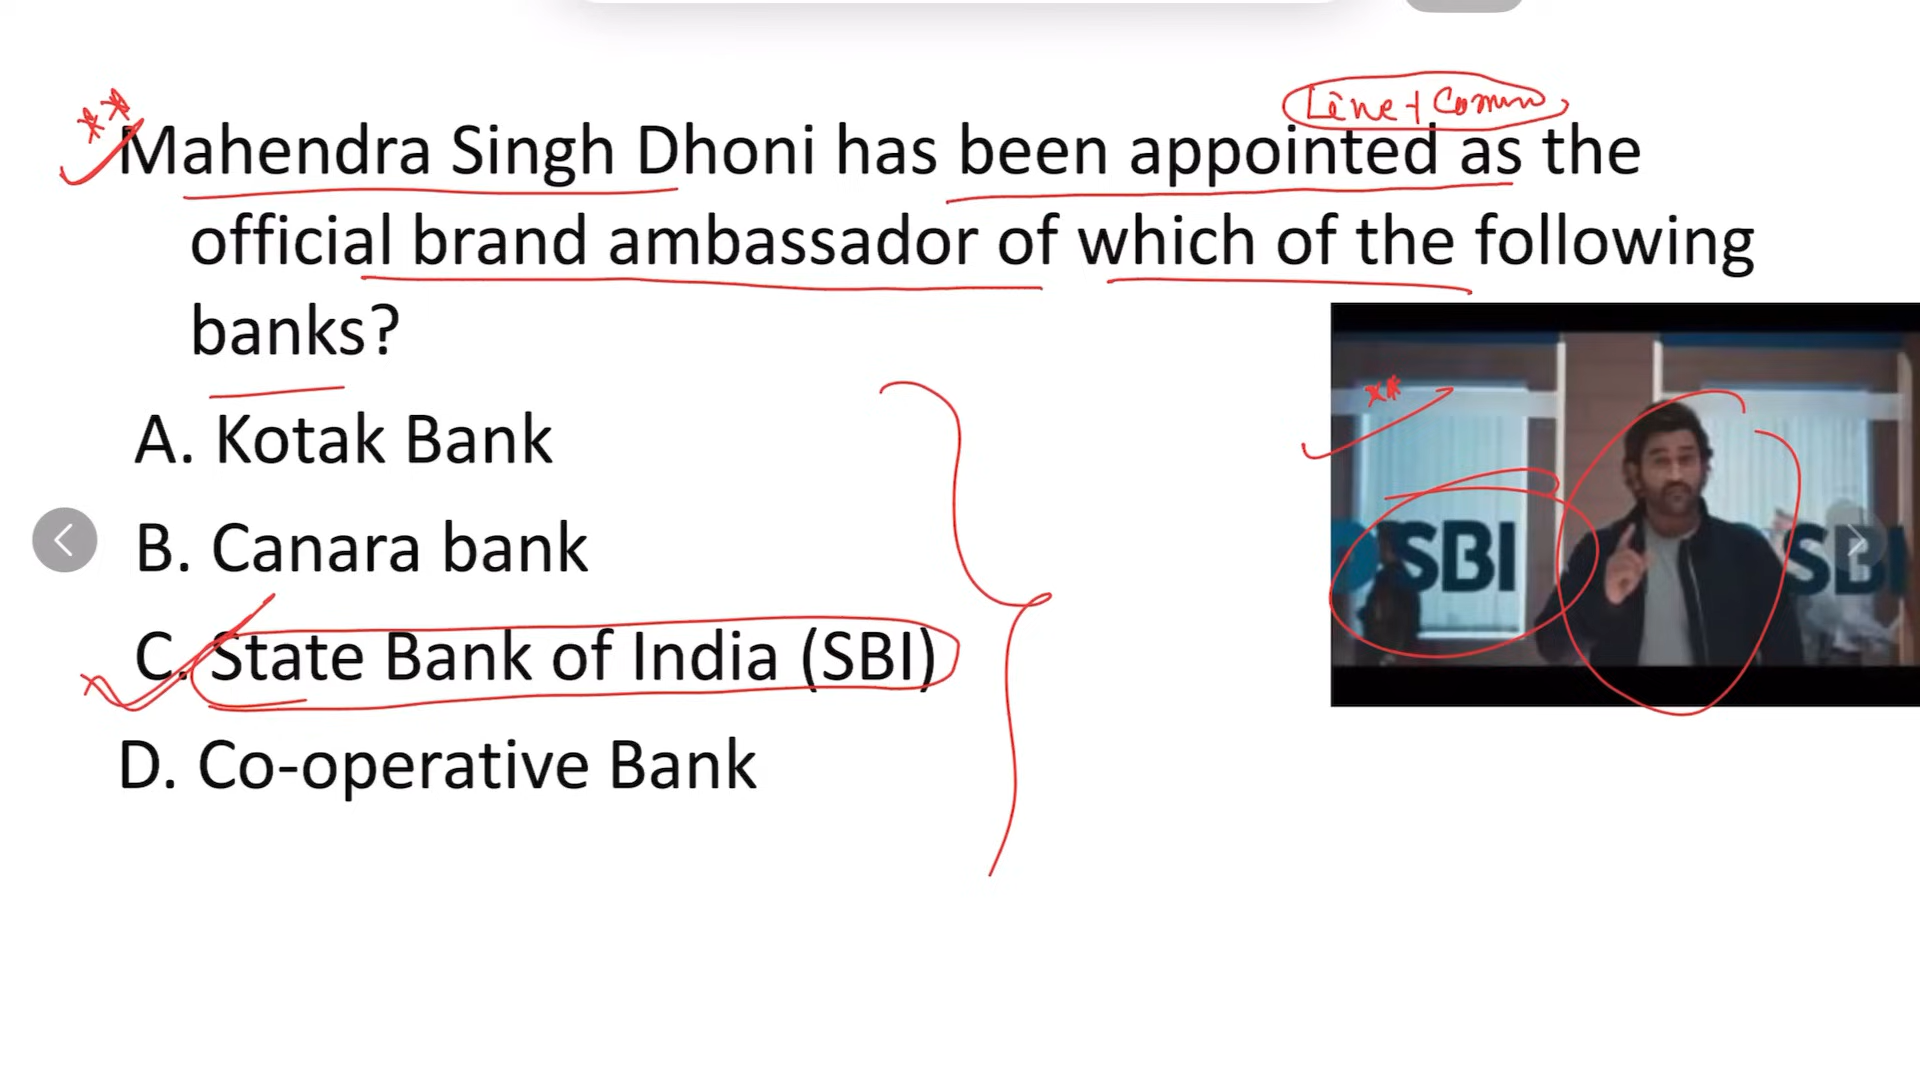 Line + Comm
Mahendra Singh Dhoni has been appointed as the
official brand ambassador of which of the following
banks?
A. Kotak Bank
B. Canara bank
C. State Bank of India (SBI)
D. Co-operative Bank
SBI
SBI